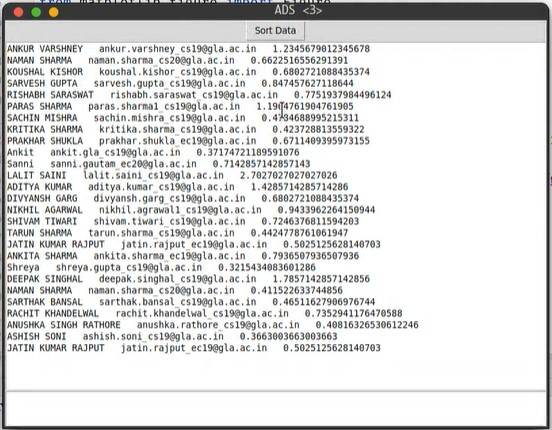 ADS <3>
Sort Data
ANKUR VARSHNEY ankur.varshney_cs19@gla.ac.in 1.2345679012345678
NAMAN SHARMA naman.sharma_cs20@gla.ac.in 0.6622516556291391
KOUSHAL KISHOR koushal.kishor_cs19@gla.ac.in 0.6802721088435374
SARVESH GUPTA sarvesh.gupta_cs19@gla.ac.in 0.847457627118644
RISHABH SARASWAT rishabh.saraswat_cs19@gla.ac.in 0.7751937984496124
PARAS SHARMA paras.sharma1_cs19@gla.ac.in
SACHIN MISHRA sachin.mishra_cs19@gla.ac.in
KRITIKA SHARMA kritika.sharma_cs19@gla.ac.in 0.423728813559322
PRAKHAR SHUKLA prakhar.shukla_ec19@gla.ac.in 0.6711409395973155
Ankit ankit.gla_cs19@gla.ac.in 0.37174721189591076
Sanni sanni.gautam_ec20@gla.ac.in 0.7142857142857143
LALIT SAINI lalit.saini_cs19@gla.ac.in 2.7027027027027026
ADITYA KUMAR aditya.kumar_cs19@gla.ac.in 1.4285714285714286
DIVYANSH GARG divyansh.garg_cs19@gla.ac.in 0.6802721088435374
NIKHIL AGARWAL nikhil.agrawal1_cs19@gla.ac.in 0.9433962264150944
SHIVAM TIWARI shivam.tiwari_cs19@gla.ac.in 0.7246376811594203
TARUN SHARMA tarun.sharma_cs19@gla.ac.in 0.4424778761061947
JATIN KUMAR RAJPUT jatin.rajput_ec19@gla.ac.in 0.5025125628140703
ANKITA SHARMA ankita.sharma_ec19@gla.ac.in 0.7936507936507936
Shreya shreya.gupta_cs19@gla.ac.in 0.3215434083601286
DEEPAK SINGHAL deepak.singhal_cs19@gla.ac.in 1.7857142857142856
NAMAN SHARMA naman.sharma_cs20@gla.ac.in 0.411522633744856
SARTHAK BANSAL sarthak.bansal_cs19@gla.ac.in 0.46511627906976744
RACHIT KHANDELWAL rachit.khandelwal_cs19@gla.ac.in 0.7352941176470588
ANUSHKA SINGH RATHORE anushka.rathore_cs19@gla.ac.in 0.40816326530612246
ASHISH SONI ashish.soni_cs19@gla.ac.in 0.3663003663003663
JATIN KUMAR RAJPUT jatin.rajput_ec19@gla.ac.in 0.5025125628140703